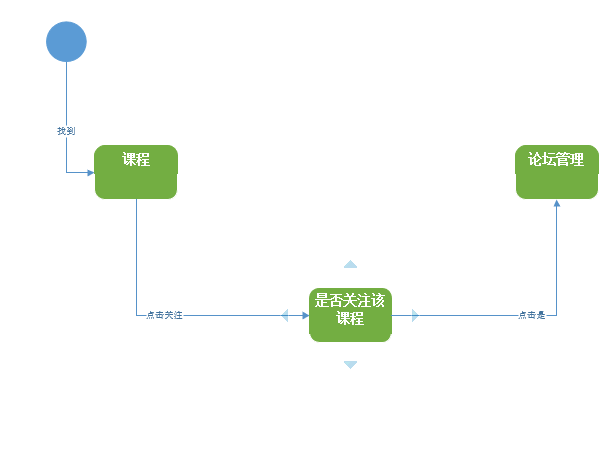 找到
课程
论坛管理
是否关注该
课程
点击关注
点击是